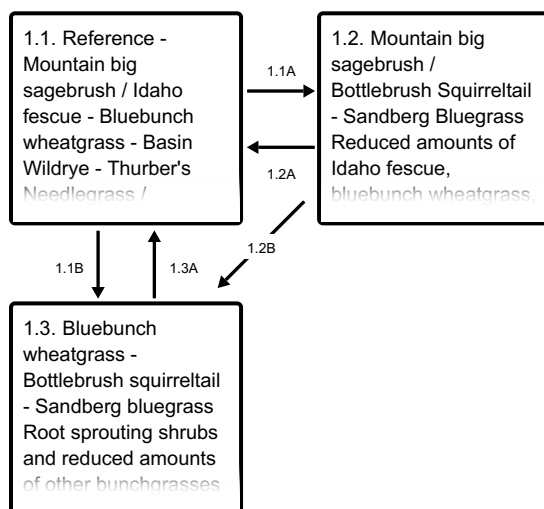 1.1. Reference -
Mountain big
sagebrush / Idaho
fescue - Bluebunch
wheatgrass - Basin
Wildrye - Thurber's
Needlegrass /
1.1A
1.2A
1.2. Mountain big
sagebrush /
Bottlebrush Squirreltail
- Sandberg Bluegrass
Reduced amounts of
Idaho fescue,
bluebunch wheatgrass,
1.1B
1.3A
1.2B
1.3. Bluebunch
wheatgrass -
Bottlebrush squirreltail
- Sandberg bluegrass
Root sprouting shrubs
and reduced amounts
of other bunchgrasses